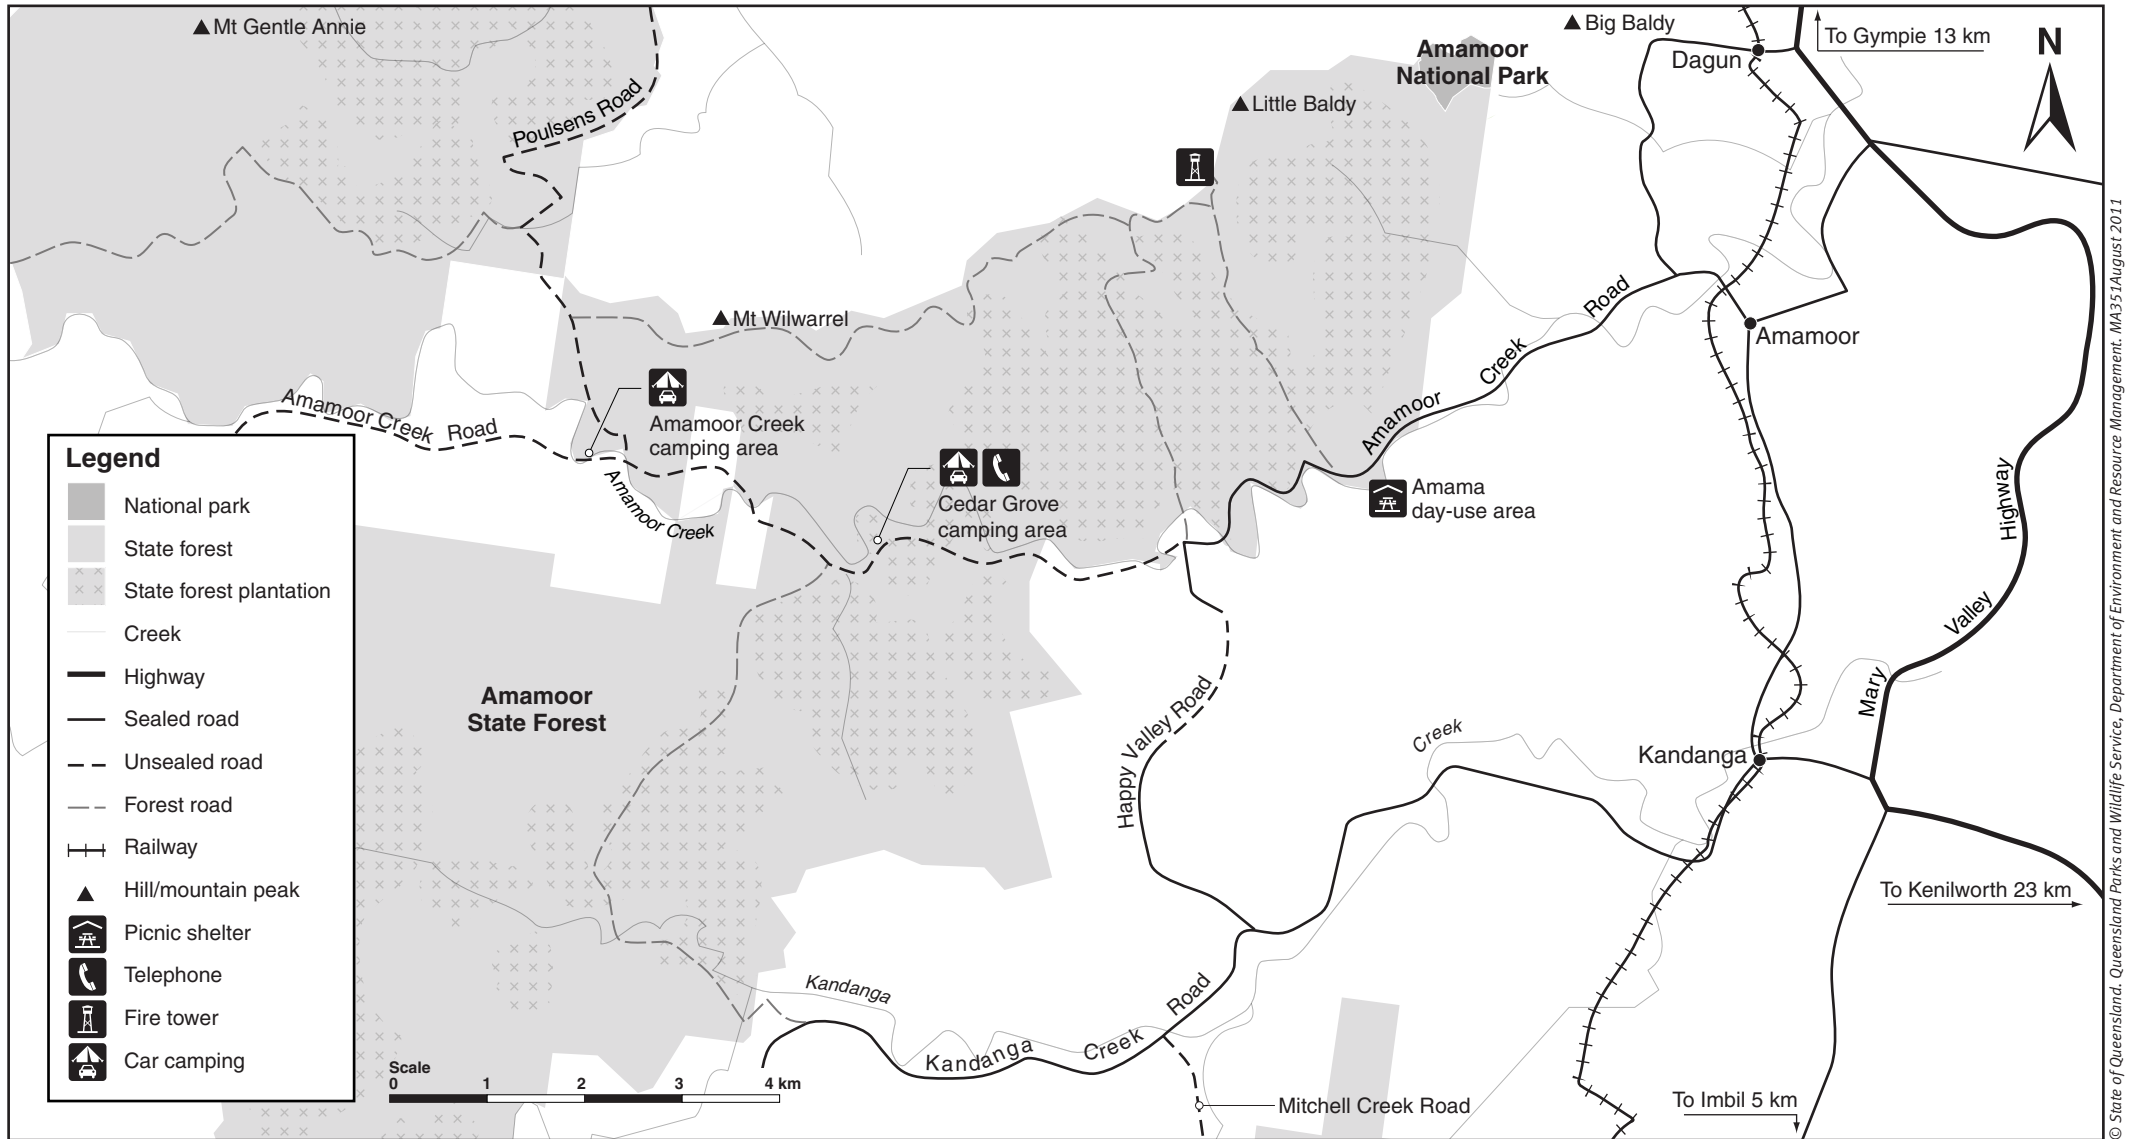 Mt Gentle Annie
Big Baldy
To Gympie 13 km
N
Amamoor
National Park
Dagun
Poulsens Road
Little Baldy
Road
Mt Wilwarrel
Amamoor
Creek
Amamoor Creek Road
Amamoor Creek
camping area
Amamoor
Amamoor Creek
Cedar Grove
camping area
Amama
day-use area
Highway
Valley
Mary
Legend
National park
State forest
State forest plantation
Creek
Highway
Sealed road
Unsealed road
Forest road
Railway
Hill/mountain peak
Picnic shelter
Telephone
Fire tower
Car camping
Amamoor
State Forest
Happy Valley Road
Creek
Kandanga
To Kenilworth 23 km
Kandanga
Road
Creek
Kandanga
Scale
0 1 2 3 4 km
Mitchell Creek Road
To Imbil 5 km
© State of Queensland. Queensland Parks and Wildlife Service, Department of Environment and Resource Management. MA351August 2011